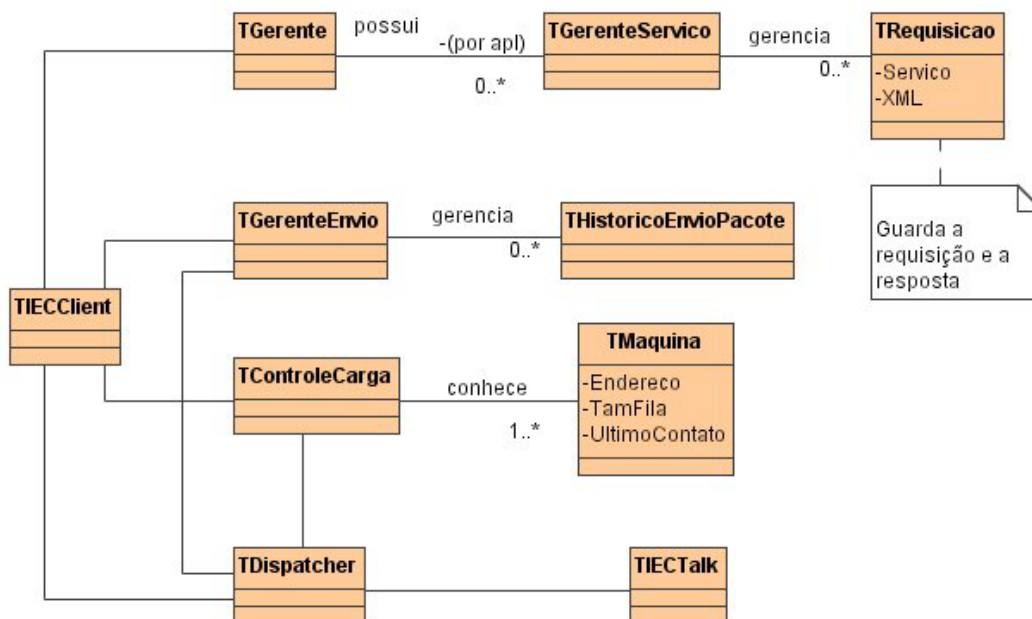 TGerente
possui
-(por apl)
0..*
TGerenteServico
gerencia
0..*
TRequisicao
-Servico
-XML
Guarda a
requisição e a
resposta
TGerenteEnvio
gerencia
0..*
THistoricoEnvioPacote
TIECClient
TControleCarga
conhece
1..*
TMaquina
-Endereco
-TamFila
-UltimoContato
TDispatcher
TIECTalk